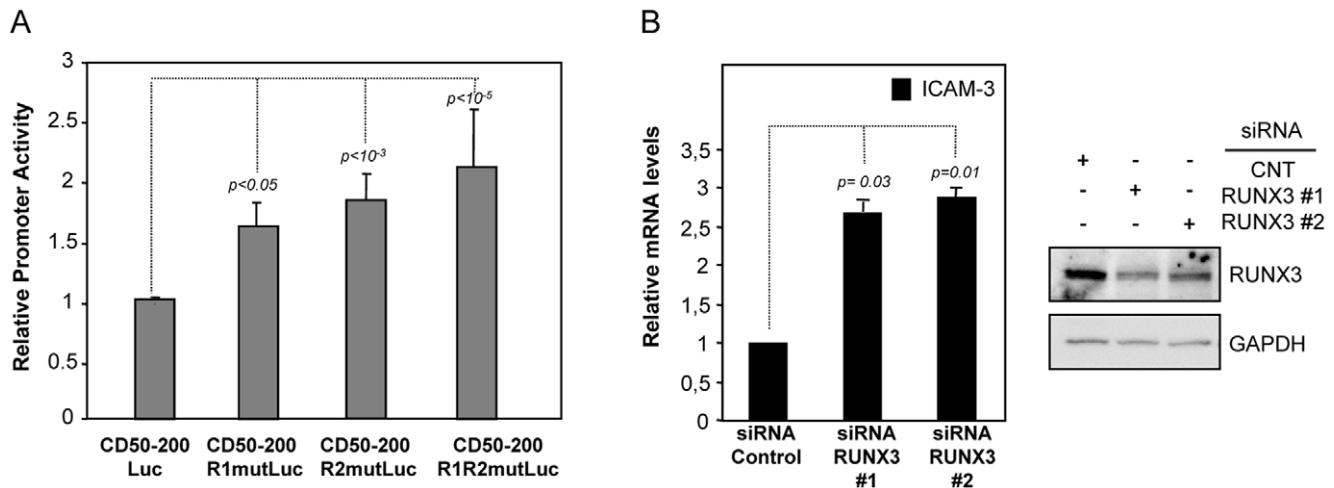 A
Relative Promoter Activity
3
2.5
2
1.5
1
0.5
0
p<0.05
p<10-3
p<10-5
CD50-200 CD50-200 CD50-200 CD50-200
Luc R1mutLuc R2mutLuc R1R2mutLuc
B
Relative mRNA levels
ICAM-3
3,5
3
2,5
2
1,5
1
0,5
0
p= 0.03
p=0.01
siRNA siRNA siRNA
Control RUNX3 RUNX3
#1 #2
siRNA
+ - - CNT
- + - RUNX3 #1
- - + RUNX3 #2
RUNX3
GAPDH